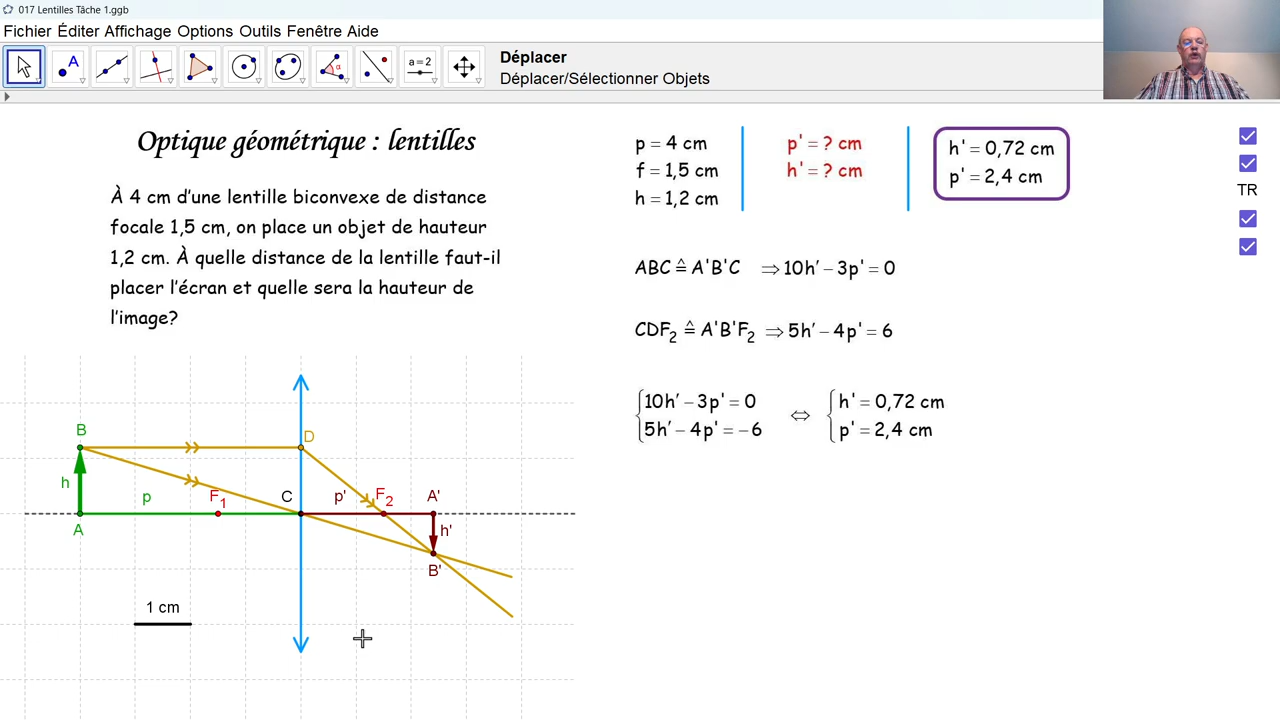 017 Lentilles Tâche 1.ggb
Fichier Éditer Affichage Options Outils Fenêtre Aide
A
α
a = 2
Déplacer
Déplacer/Sélectionner Objets
Optique géométrique : lentilles
À 4 cm d'une lentille biconvexe de distance
focale 1,5 cm, on place un objet de hauteur
1,2 cm. À quelle distance de la lentille faut-il
placer l'écran et quelle sera la hauteur de
l'image?
p = 4 cm
f = 1,5 cm
h = 1,2 cm
p' = ? cm
h' = ? cm
h' = 0,72 cm
p' = 2,4 cm
TR
ABC ≙ A'B'C ⇒ 10h' − 3p' = 0
CDF₂ ≙ A'B'F₂ ⇒ 5h' − 4p' = 6
10h' − 3p' = 0
5h' − 4p' = −6
⇔
h' = 0,72 cm
p' = 2,4 cm
B
D
h
p
F₁
C
p'
F₂
A'
A
h'
B'
1 cm